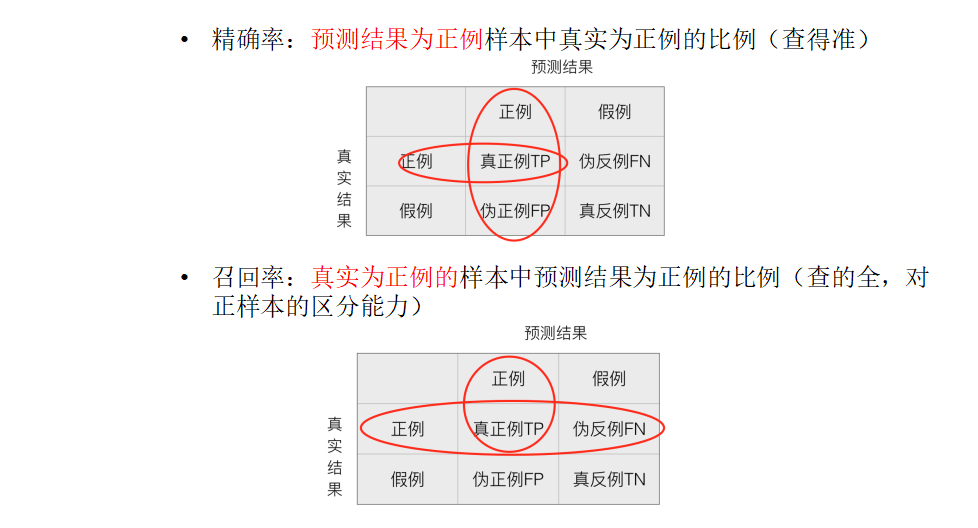 • 精确率：预测结果为正例样本中真实为正例的比例（查得准）
预测结果
正例 假例
真实结果
正例 真正例TP 伪反例FN
假例 伪正例FP 真反例TN
• 召回率：真实为正例的样本中预测结果为正例的比例（查的全，对
正样本的区分能力）
预测结果
正例 假例
真实结果
正例 真正例TP 伪反例FN
假例 伪正例FP 真反例TN